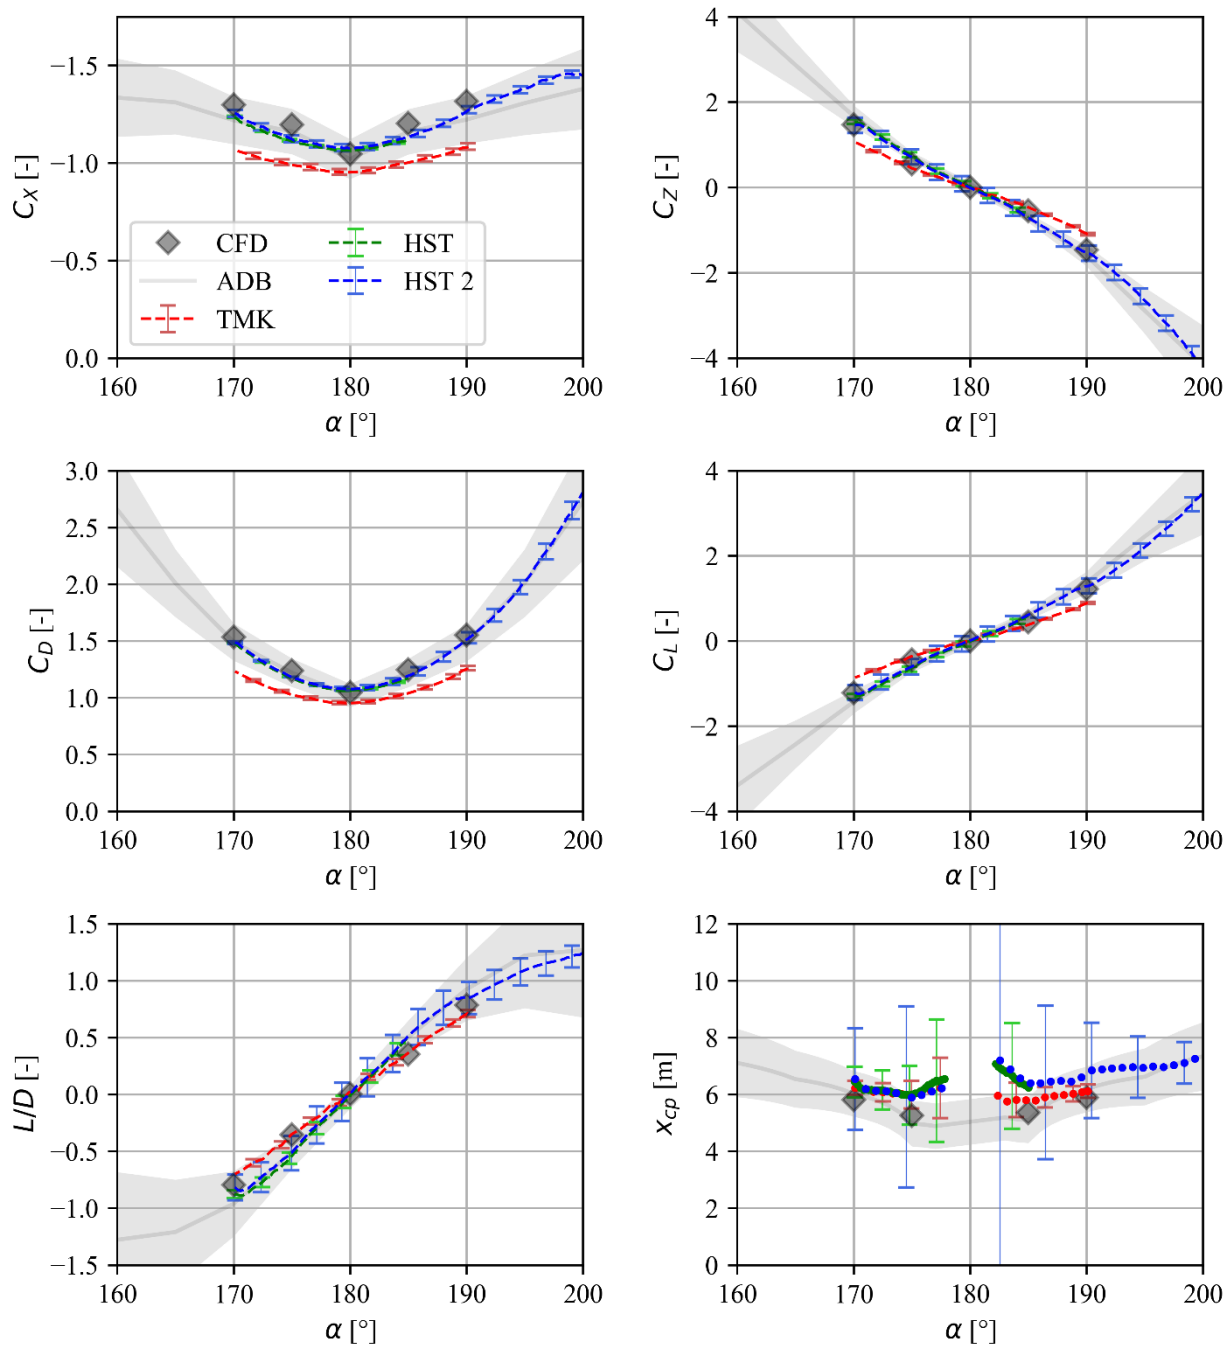 −1.5
−1.0
−0.5
0.0
C_X [-]
160 170 180 190 200
α [°]
CFD
ADB
TMK
HST
HST 2
4
2
0
−2
−4
C_Z [-]
160 170 180 190 200
α [°]
3.0
2.5
2.0
1.5
1.0
0.5
0.0
C_D [-]
160 170 180 190 200
α [°]
4
2
0
−2
−4
C_L [-]
160 170 180 190 200
α [°]
1.5
1.0
0.5
0.0
−0.5
−1.0
−1.5
L/D [-]
160 170 180 190 200
α [°]
12
10
8
6
4
2
0
x_cp [m]
160 170 180 190 200
α [°]